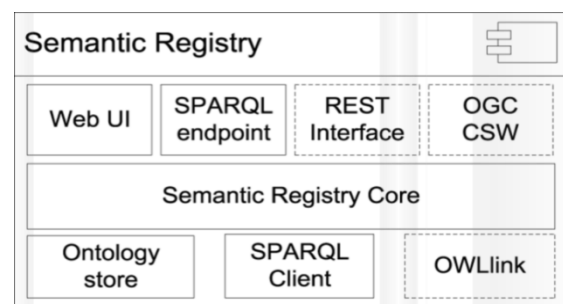 Semantic Registry
Web UI
SPARQL
endpoint
REST
Interface
OGC
CSW
Semantic Registry Core
Ontology
store
SPARQL
Client
OWLlink